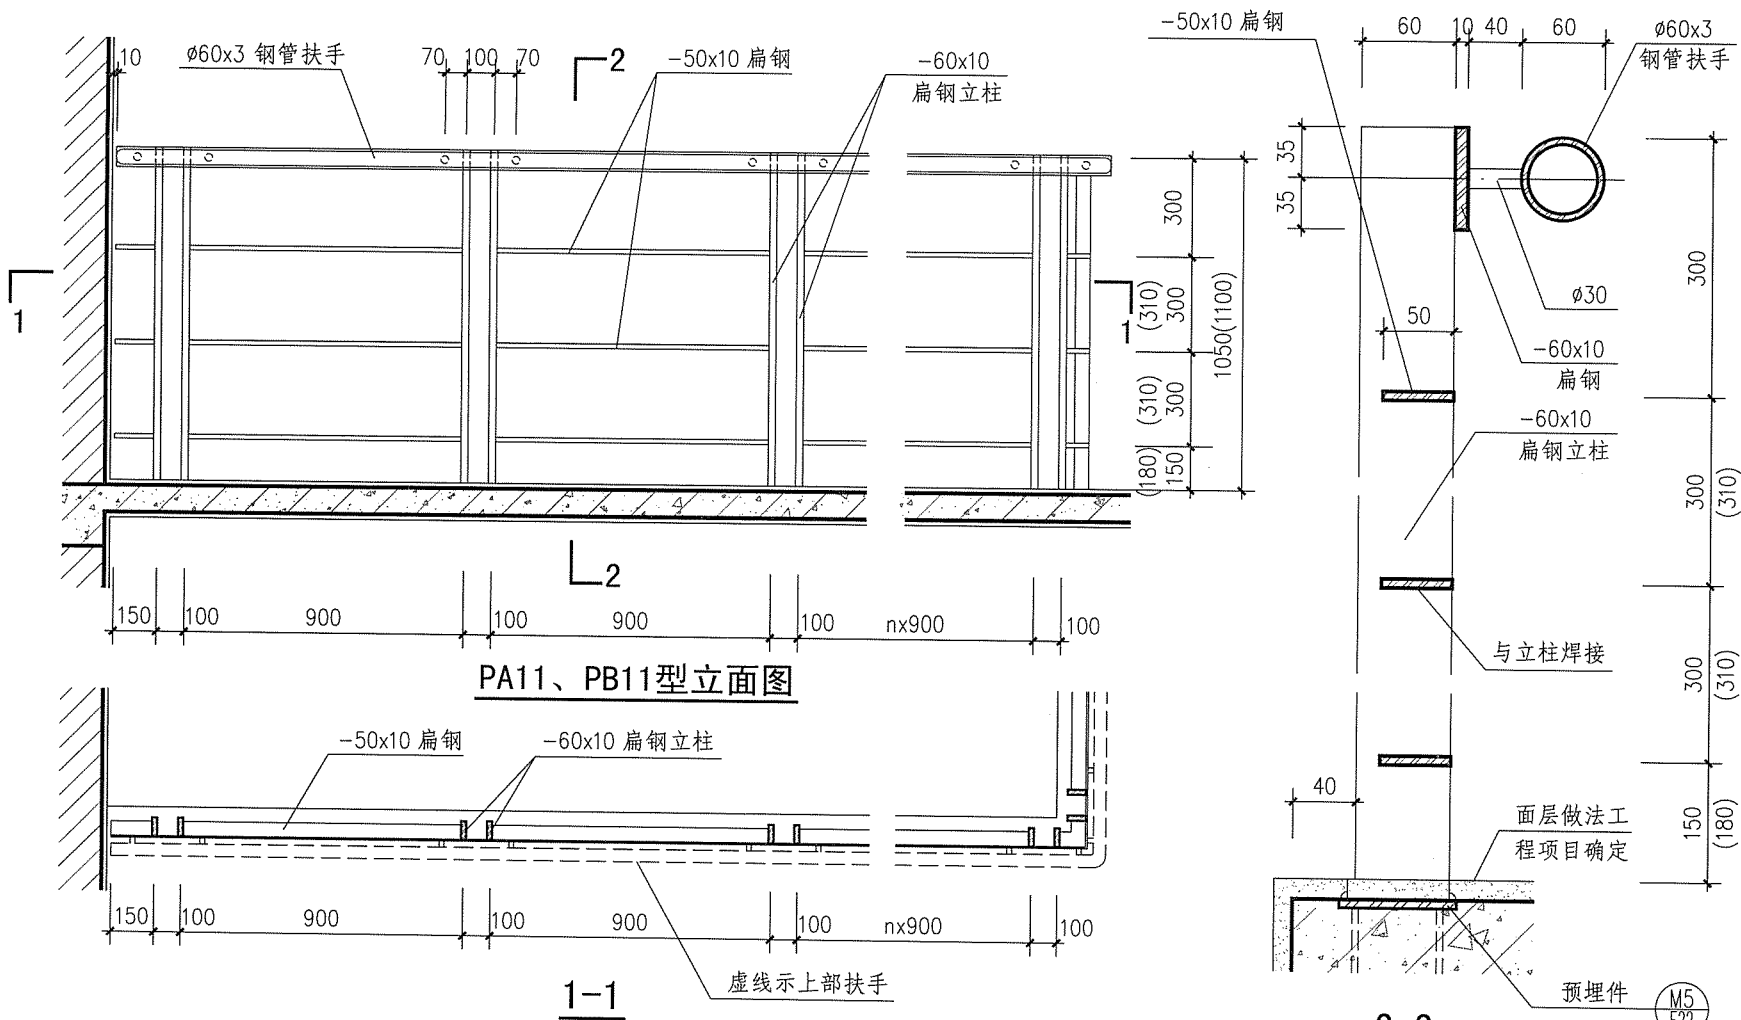 10
ø60x3 钢管扶手
70
100
70
2
-50x10 扁钢
-60x10
扁钢立柱
1
1
300
(310)
300
(310)
300
(180)
150
1050(1100)
2
150
100
900
100
900
100
nx900
100
PA11、PB11型立面图
-50x10 扁钢
-60x10 扁钢立柱
150
100
900
100
900
100
nx900
100
虚线示上部扶手
1-1
-50x10 扁钢
60
10
40
60
ø60x3
钢管扶手
35
35
300
ø30
50
-60x10
扁钢
-60x10
扁钢立柱
300
(310)
与立柱焊接
300
(310)
40
面层做法工
程项目确定
150
(180)
预埋件
M5